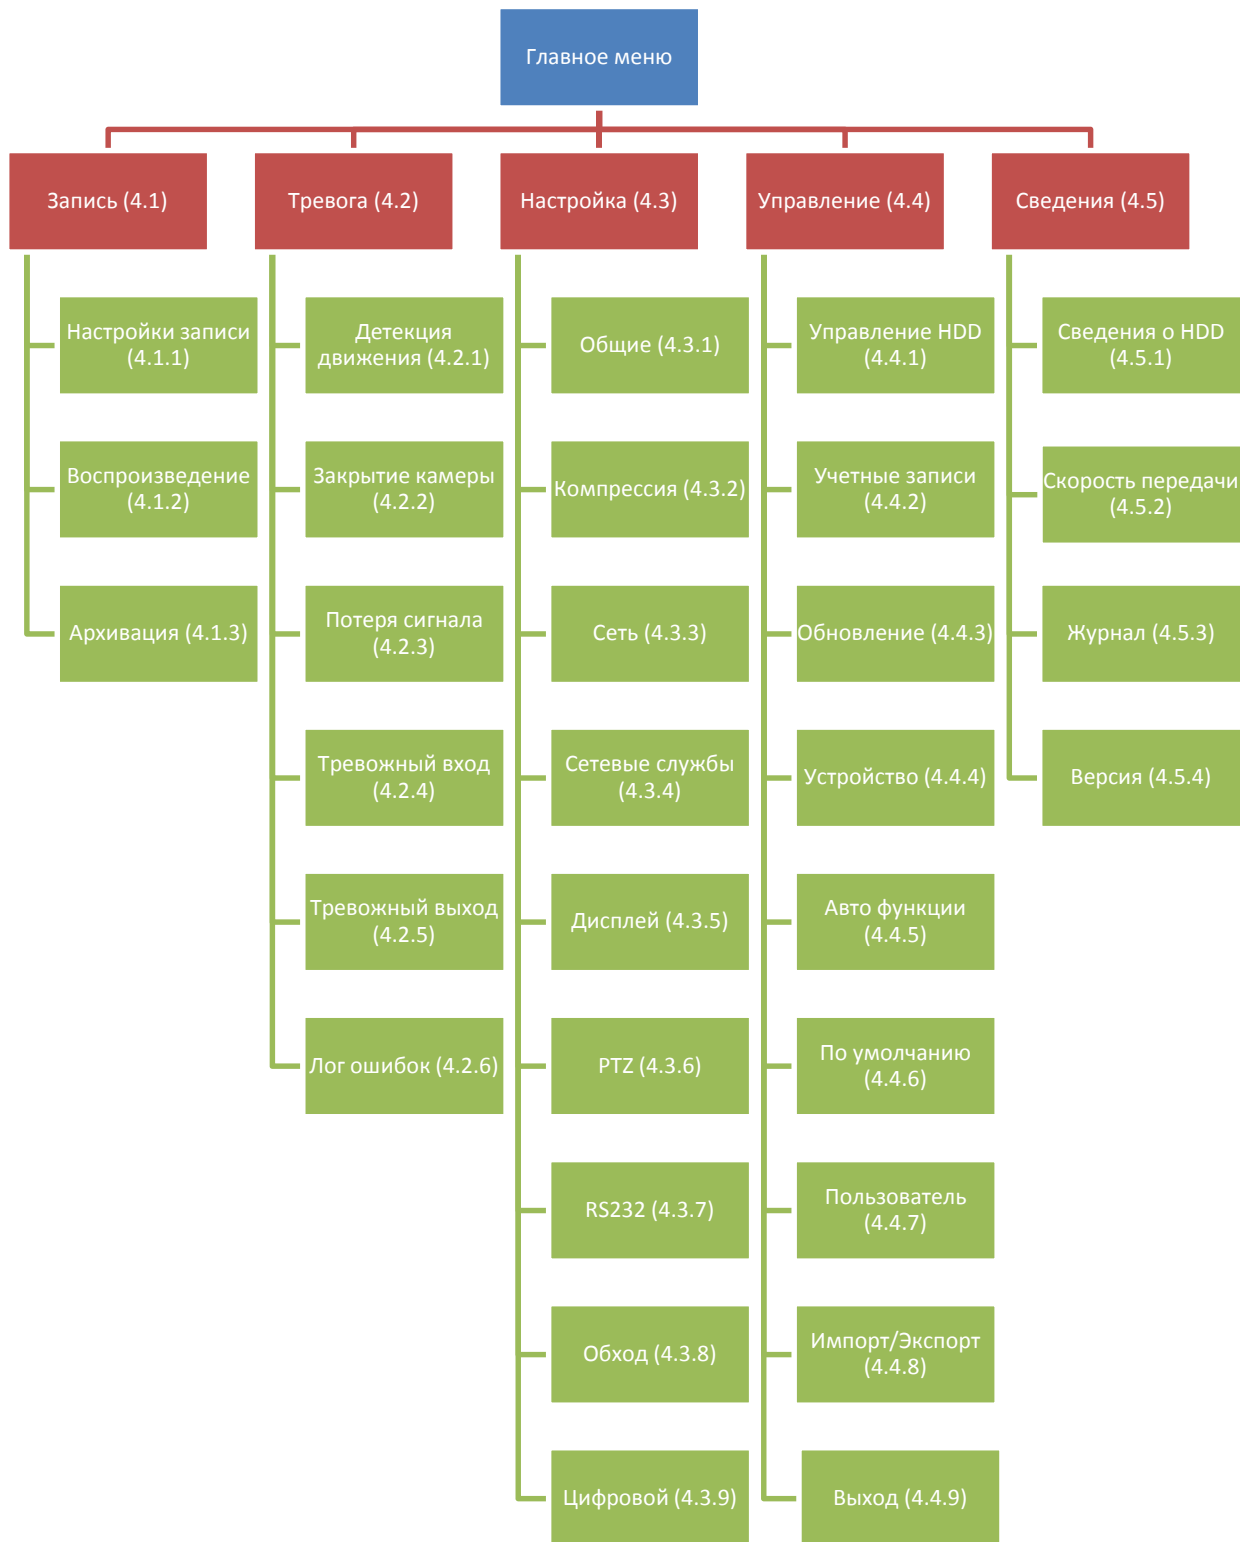 Главное меню
Запись (4.1)
Настройки записи
(4.1.1)
Воспроизведение
(4.1.2)
Архивация (4.1.3)
Тревога (4.2)
Детекция
движения (4.2.1)
Закрытие камеры
(4.2.2)
Потеря сигнала
(4.2.3)
Тревожный вход
(4.2.4)
Тревожный выход
(4.2.5)
Лог ошибок (4.2.6)
Настройка (4.3)
Общие (4.3.1)
Компрессия (4.3.2)
Сеть (4.3.3)
Сетевые службы
(4.3.4)
Дисплей (4.3.5)
PTZ (4.3.6)
RS232 (4.3.7)
Обход (4.3.8)
Цифровой (4.3.9)
Управление (4.4)
Управление HDD
(4.4.1)
Учетные записи
(4.4.2)
Обновление (4.4.3)
Устройство (4.4.4)
Авто функции
(4.4.5)
По умолчанию
(4.4.6)
Пользователь
(4.4.7)
Импорт/Экспорт
(4.4.8)
Выход (4.4.9)
Сведения (4.5)
Сведения о HDD
(4.5.1)
Скорость передачи
(4.5.2)
Журнал (4.5.3)
Версия (4.5.4)